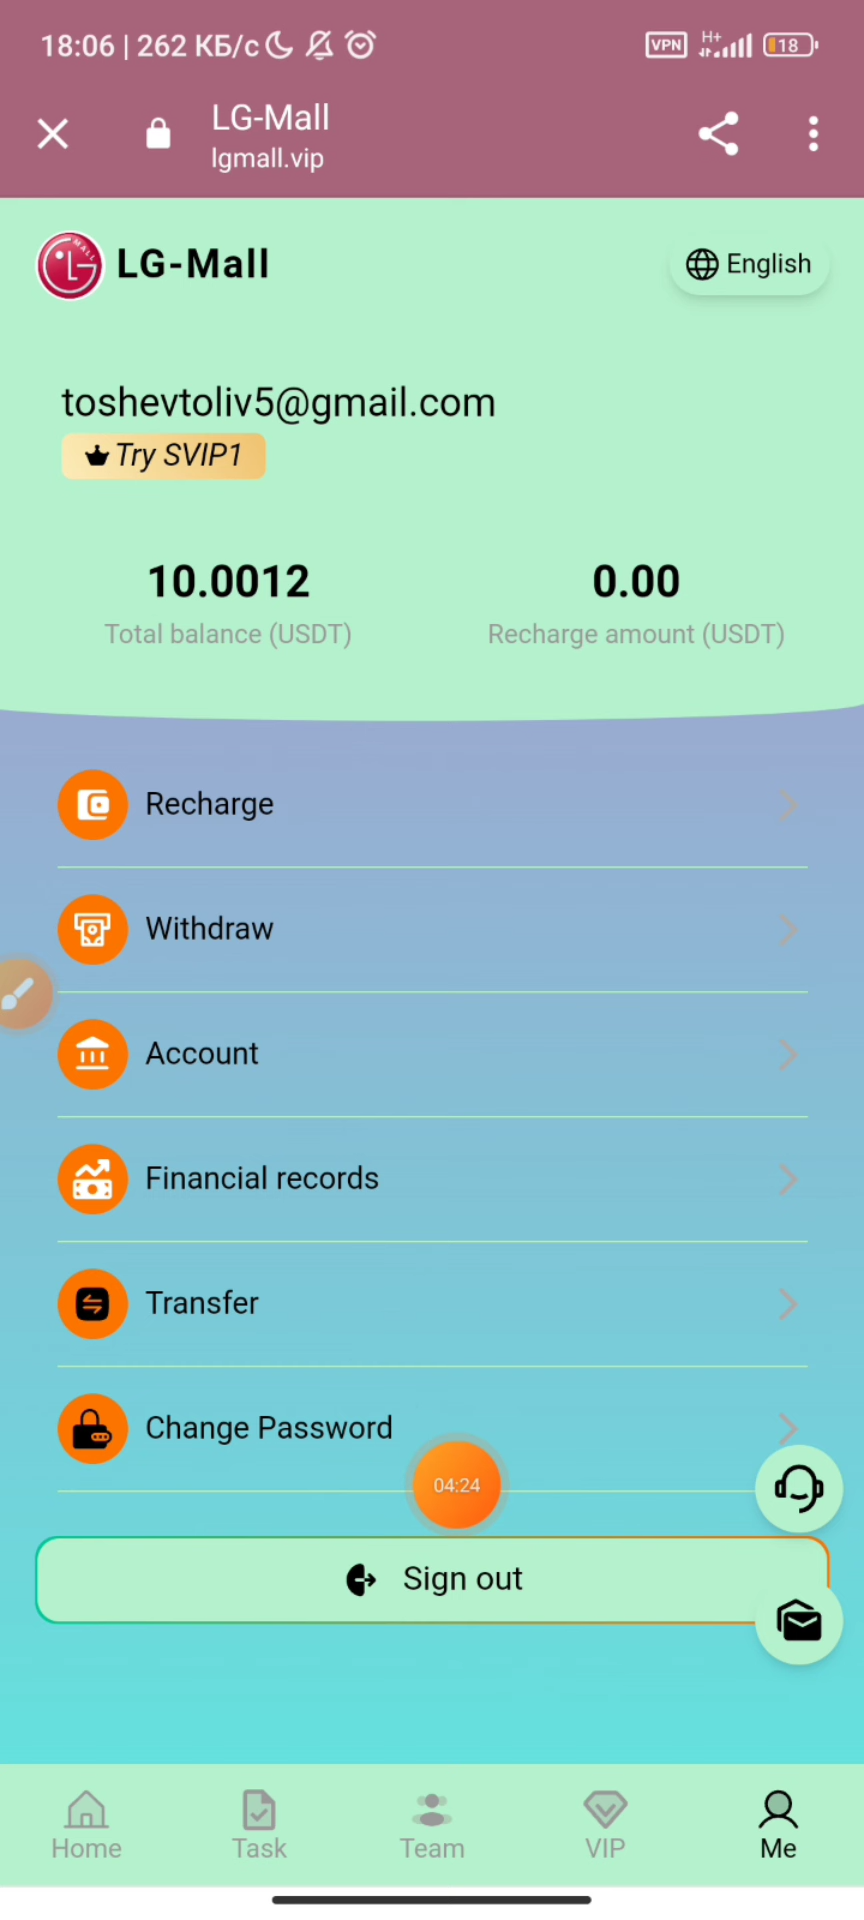 18:06 | 262 КБ/с
VPN
H+
18
LG-Mall
lgmall.vip
MALL
LG-Mall
English
toshevtoliv5@gmail.com
Try SVIP1
10.0012
0.00
Total balance (USDT)
Recharge amount (USDT)
Recharge
Withdraw
Account
Financial records
Transfer
Change Password
04:24
Sign out
Home
Task
Team
VIP
Me